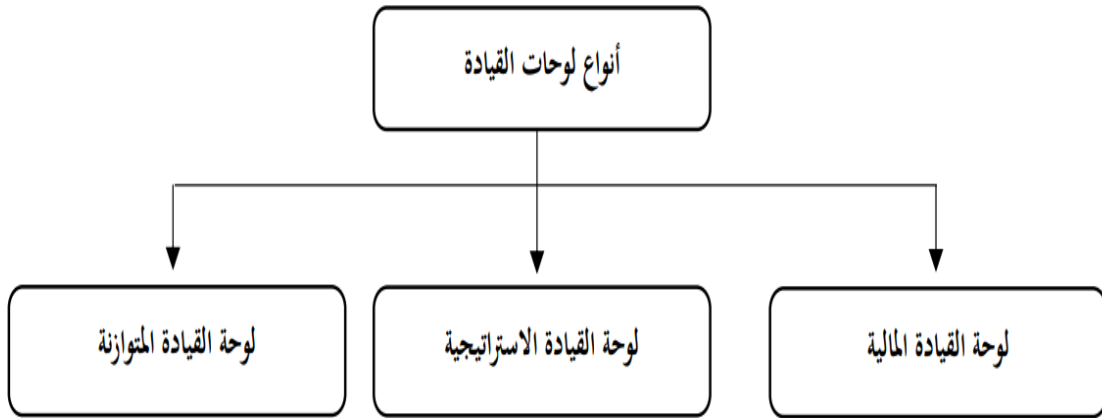 أنواع لوحات القيادة
لوحة القيادة المالية
لوحة القيادة الاستراتيجية
لوحة القيادة المتوازنة